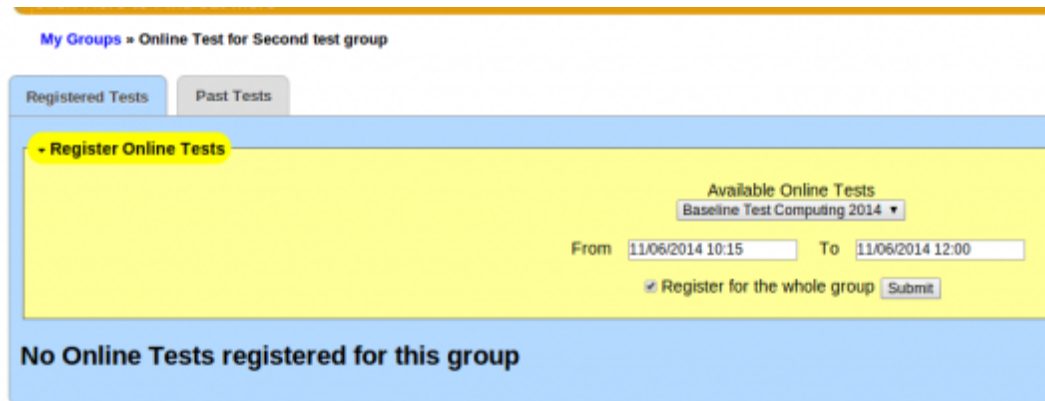 My Groups » Online Test for Second test group
Registered Tests Past Tests
Register Online Tests
Available Online Tests
Baseline Test Computing 2014
From 11/06/2014 10:15 To 11/06/2014 12:00
Register for the whole group Submit
No Online Tests registered for this group